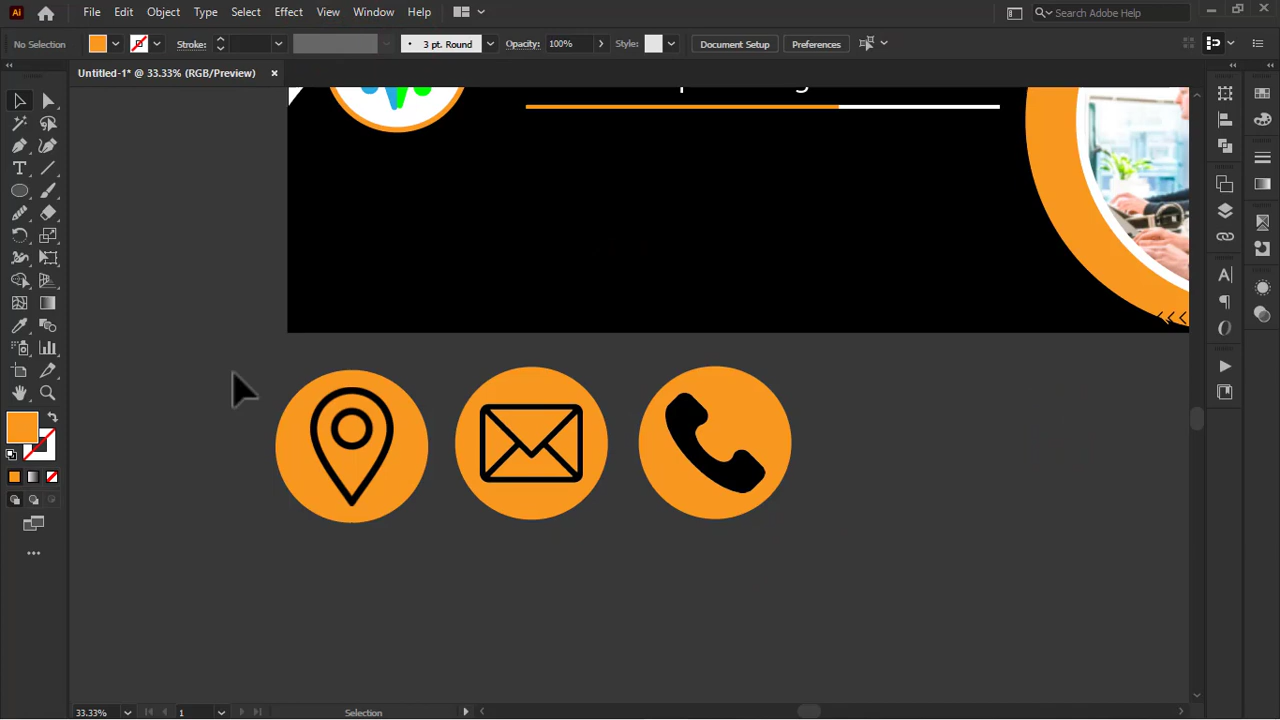 Ai File Edit Object Type Select Effect View Window Help Search Adobe Help
No Selection Stroke: 3 pt. Round Opacity: 100% Style: Document Setup Preferences
Untitled-1* @ 33.33% (RGB/Preview) ×
33.33% 1 Selection